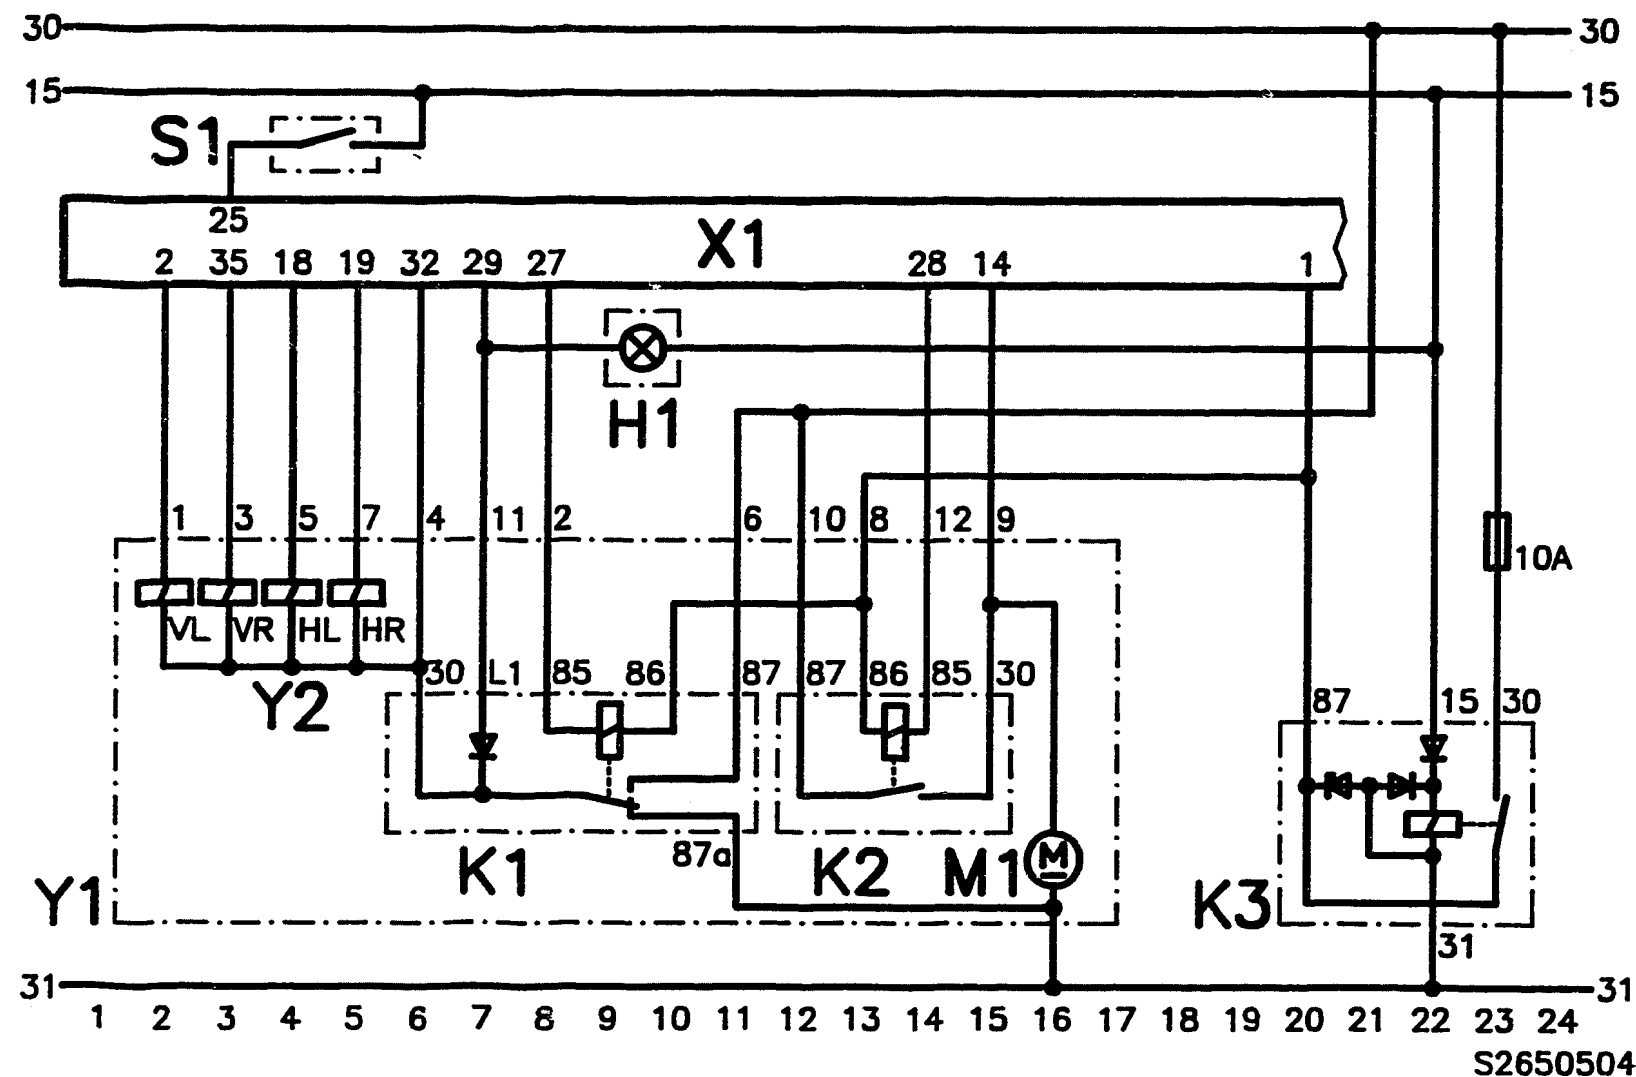 30 30
15 15
S1
25
X1
2 35 18 19 32 29 27 28 14 1
H1
1 3 5 7 4 11 2 6 10 8 12 9
10A
VL VR HL HR
30 L1 85 86 87 87 86 85 30
Y2
87 15 30
M
87a
K1 K2 M1
Y1 K3
31
31 31
1 2 3 4 5 6 7 8 9 10 11 12 13 14 15 16 17 18 19 20 21 22 23 24
S2650504